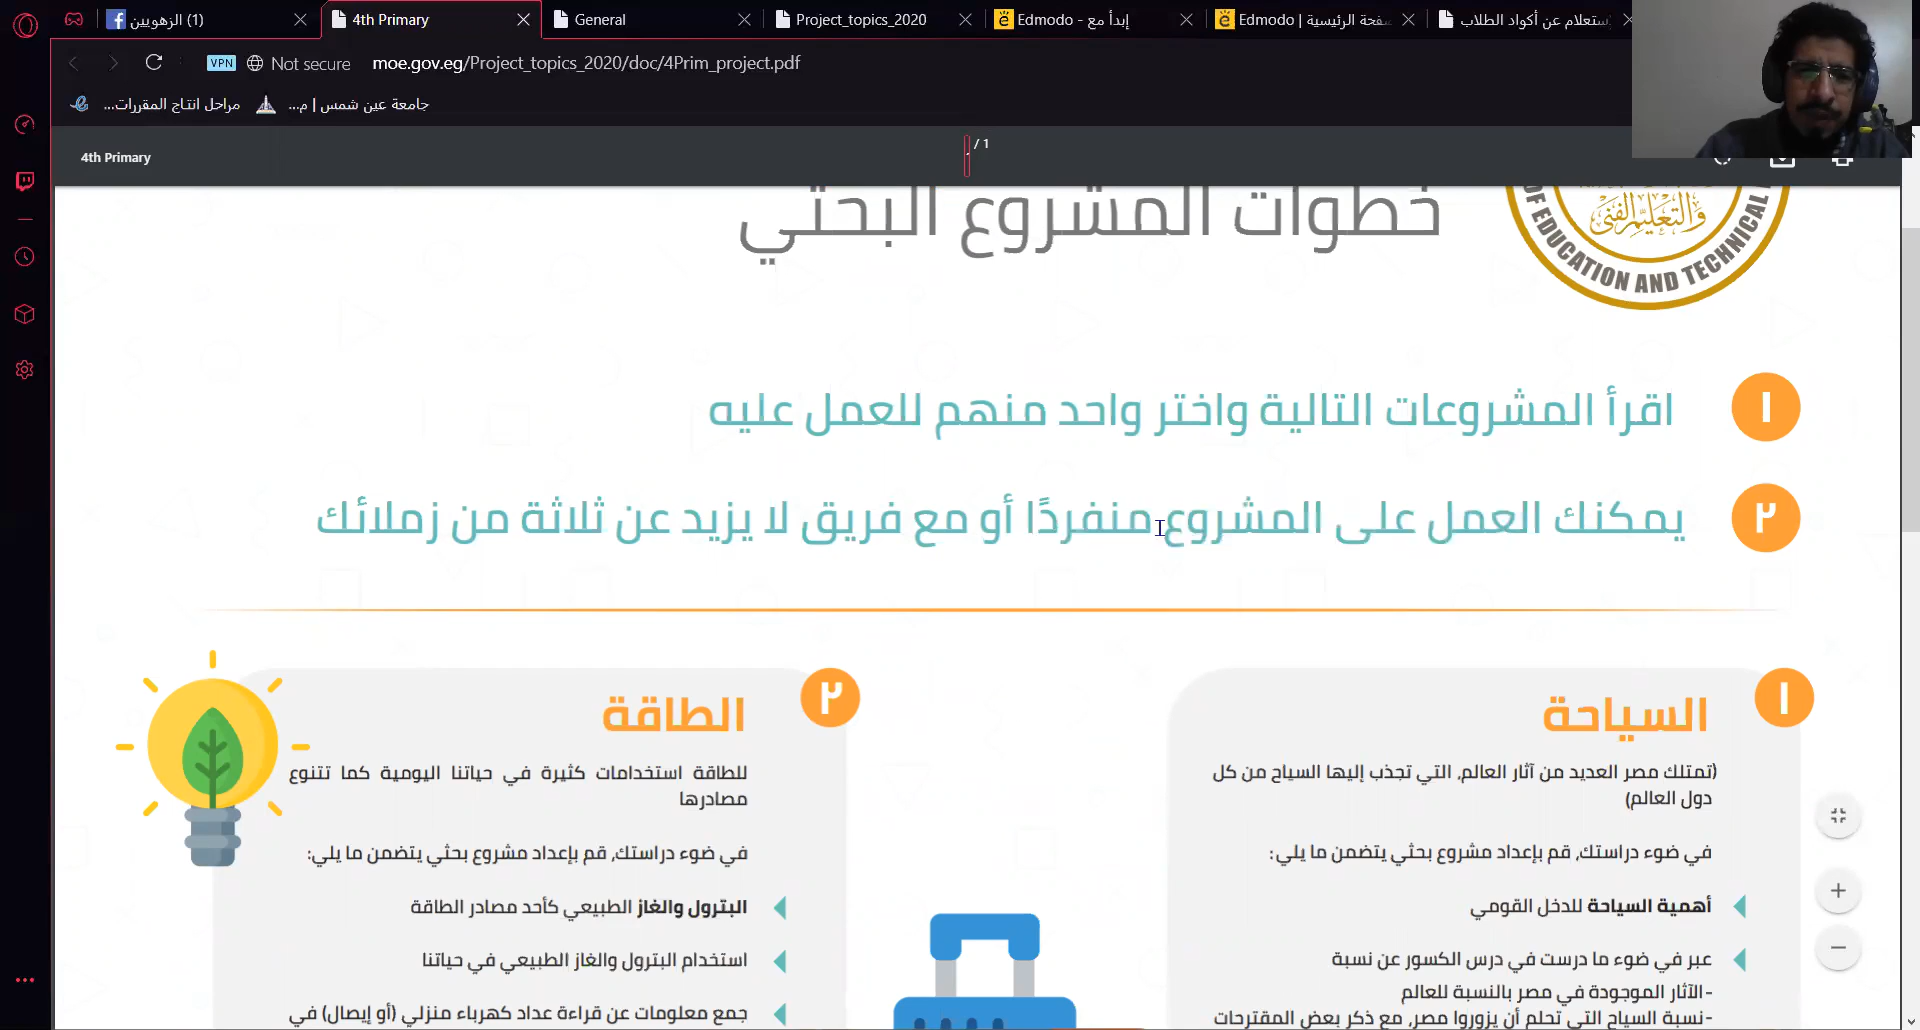 (1) الزهويين
4th Primary
General
Project_topics_2020
Edmodo - إبدأ مع
Edmodo | صفحة الرئيسية
إستعلام عن أكواد الطلاب
VPN
Not secure
moe.gov.eg/Project_topics_2020/doc/4Prim_project.pdf
مراحل انتاج المقررات...
جامعة عين شمس | م...
4th Primary
/ 1
والتعليم الفني
OF EDUCATION AND TECHNICAL
خطوات المشروع البحثي
١
اقرأ المشروعات التالية واختر واحد منهم للعمل عليه
٢
يمكنك العمل على المشروع منفردًا أو مع فريق لا يزيد عن ثلاثة من زملائك
١
السياحة
(تمتلك مصر العديد من آثار العالم، التي تجذب إليها السياح من كل
دول العالم)
في ضوء دراستك، قم بإعداد مشروع بحثي يتضمن ما يلي:
أهمية السياحة للدخل القومي
عبر في ضوء ما درست في درس الكسور عن نسبة
-الآثار الموجودة في مصر بالنسبة للعالم
-نسبة السياح التي تحلم أن يزوروا مصر، مع ذكر بعض المقترحات
٢
الطاقة
للطاقة استخدامات كثيرة في حياتنا اليومية كما تتنوع
مصادرها
في ضوء دراستك، قم بإعداد مشروع بحثي يتضمن ما يلي:
البترول والغاز الطبيعي كأحد مصادر الطاقة
استخدام البترول والغاز الطبيعي في حياتنا
جمع معلومات عن قراءة عداد كهرباء منزلي (أو إيصال) في